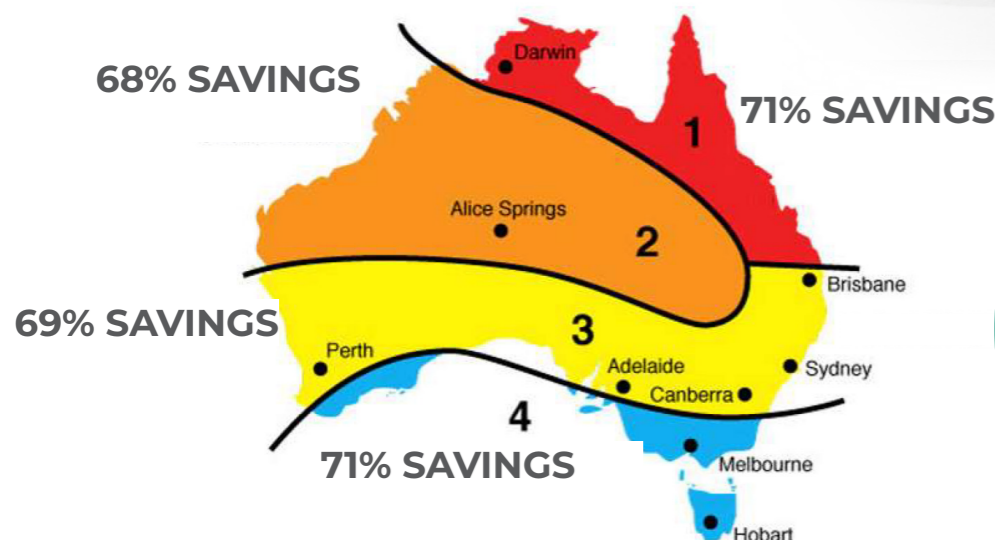 Darwin
68% SAVINGS
71% SAVINGS
1
Alice Springs
2
Brisbane
69% SAVINGS
3
Perth
Adelaide
Sydney
Canberra
4
71% SAVINGS
Melbourne
Hobart